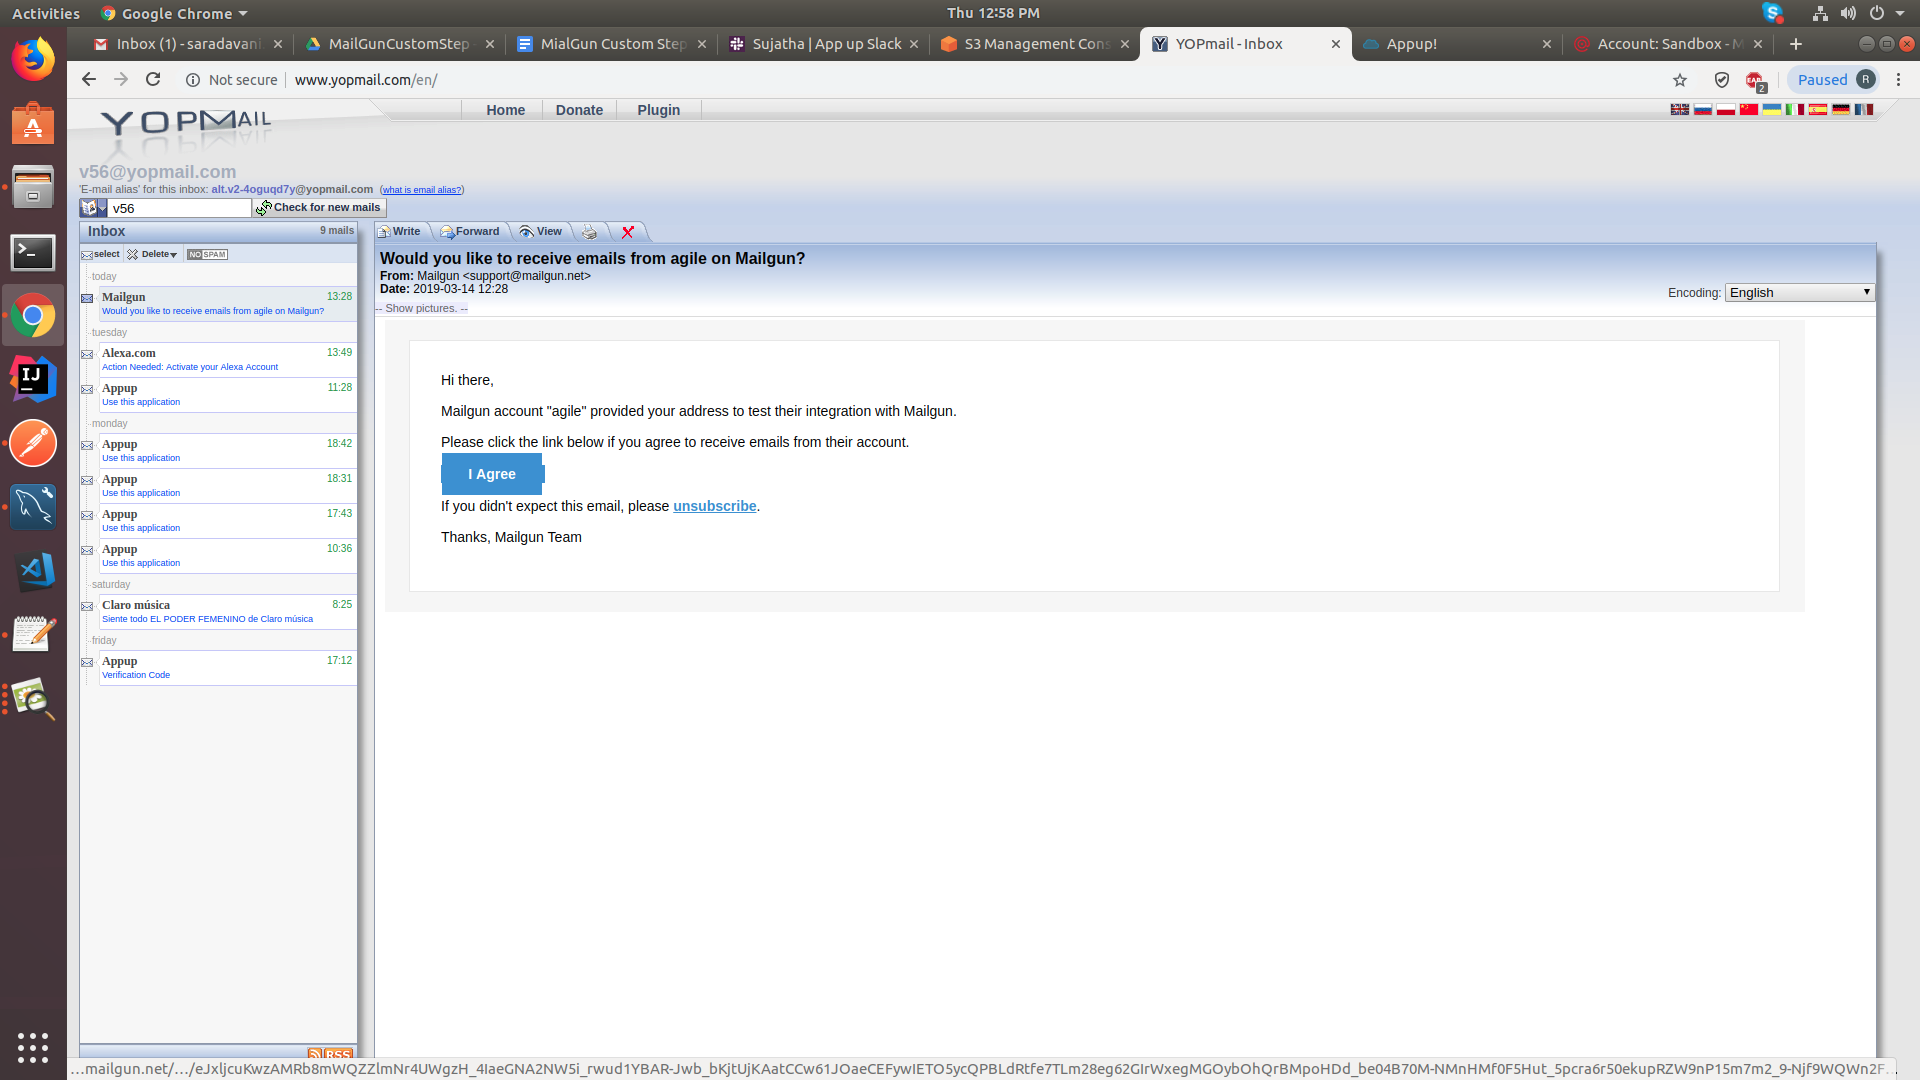 Activities
Google Chrome
Thu 12:58 PM
Inbox (1) - saradavani
MailGunCustomStep
MialGun Custom Step
Sujatha | App up Slack
S3 Management Cons
YOPmail - Inbox
Appup!
Account: Sandbox - M
Not secure
www.yopmail.com/en/
2
Paused
R
YOPMAIL
Home
Donate
Plugin
v56@yopmail.com
'E-mail alias' for this inbox: alt.v2-4oguqd7y@yopmail.com (what is email alias?)
v56
Check for new mails
Inbox
9 mails
Write
Forward
View
select
Delete
NO SPAM
today
Mailgun
13:28
Would you like to receive emails from agile on Mailgun?
tuesday
Alexa.com
13:49
Action Needed: Activate your Alexa Account
Appup
11:28
Use this application
monday
Appup
18:42
Use this application
Appup
18:31
Use this application
Appup
17:43
Use this application
Appup
10:36
Use this application
saturday
Claro música
8:25
Siente todo EL PODER FEMENINO de Claro música
friday
Appup
17:12
Verification Code
RSS
Would you like to receive emails from agile on Mailgun?
From: Mailgun <support@mailgun.net>
Date: 2019-03-14 12:28
Encoding:
English
-- Show pictures. --
Hi there,
Mailgun account "agile" provided your address to test their integration with Mailgun.
Please click the link below if you agree to receive emails from their account.
I Agree
If you didn't expect this email, please unsubscribe.
Thanks, Mailgun Team